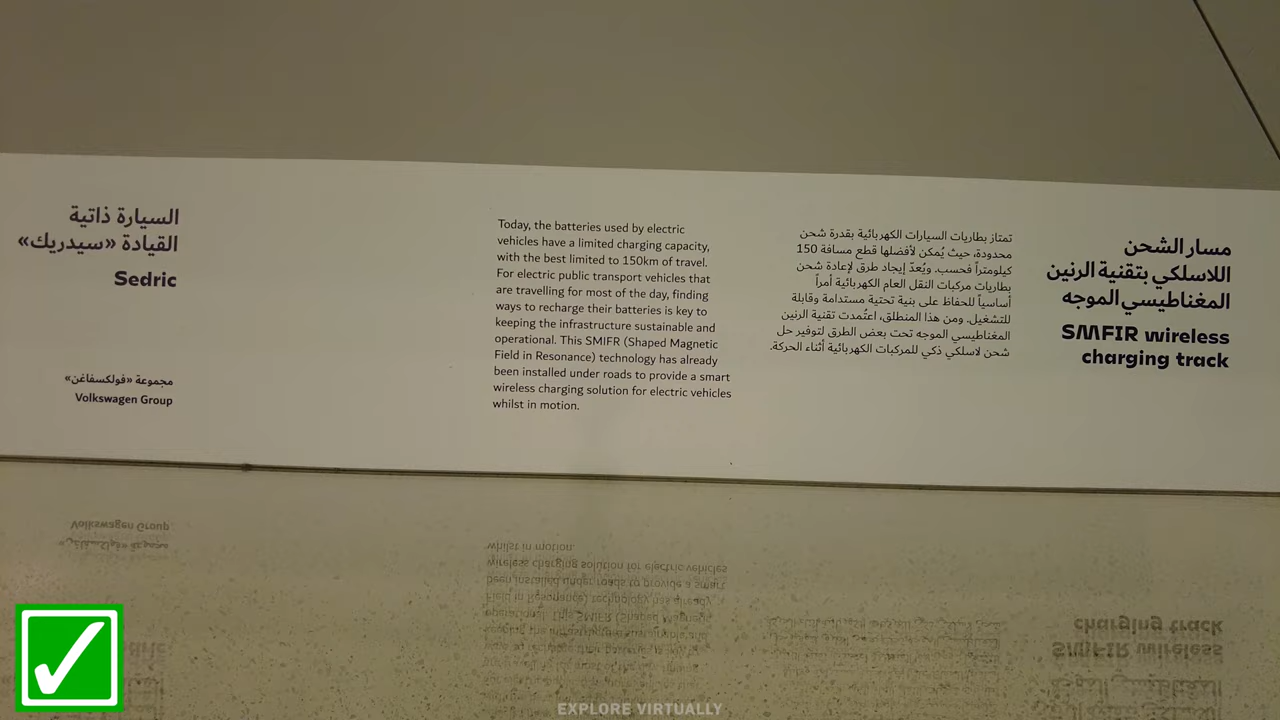 السيارة ذاتية
القيادة «سيدريك»
Sedric
مجموعة «فولكسفاغن»
Volkswagen Group
Today, the batteries used by electric
vehicles have a limited charging capacity,
with the best limited to 150km of travel.
For electric public transport vehicles that
are travelling for most of the day, finding
ways to recharge their batteries is key to
keeping the infrastructure sustainable and
operational. This SMIFR (Shaped Magnetic
Field in Resonance) technology has already
been installed under roads to provide a smart
wireless charging solution for electric vehicles
whilst in motion.
تمتاز بطاريات السيارات الكهربائية بقدرة شحن
محدودة، حيث يُمكن لأفضلها قطع مسافة 150
كيلومتراً فحسب. ويُعدّ إيجاد طرق لإعادة شحن
بطاريات مركبات النقل العام الكهربائية أمراً
أساسياً للحفاظ على بنية تحتية مستدامة وقابلة
للتشغيل. ومن هذا المنطلق، اعتُمدت تقنية الرنين
المغناطيسي الموجه تحت بعض الطرق لتوفير حل
شحن لاسلكي ذكي للمركبات الكهربائية أثناء الحركة.
مسار الشحن
اللاسلكي بتقنية الرنين
المغناطيسي الموجه
SMFIR wireless
charging track
EXPLORE VIRTUALLY